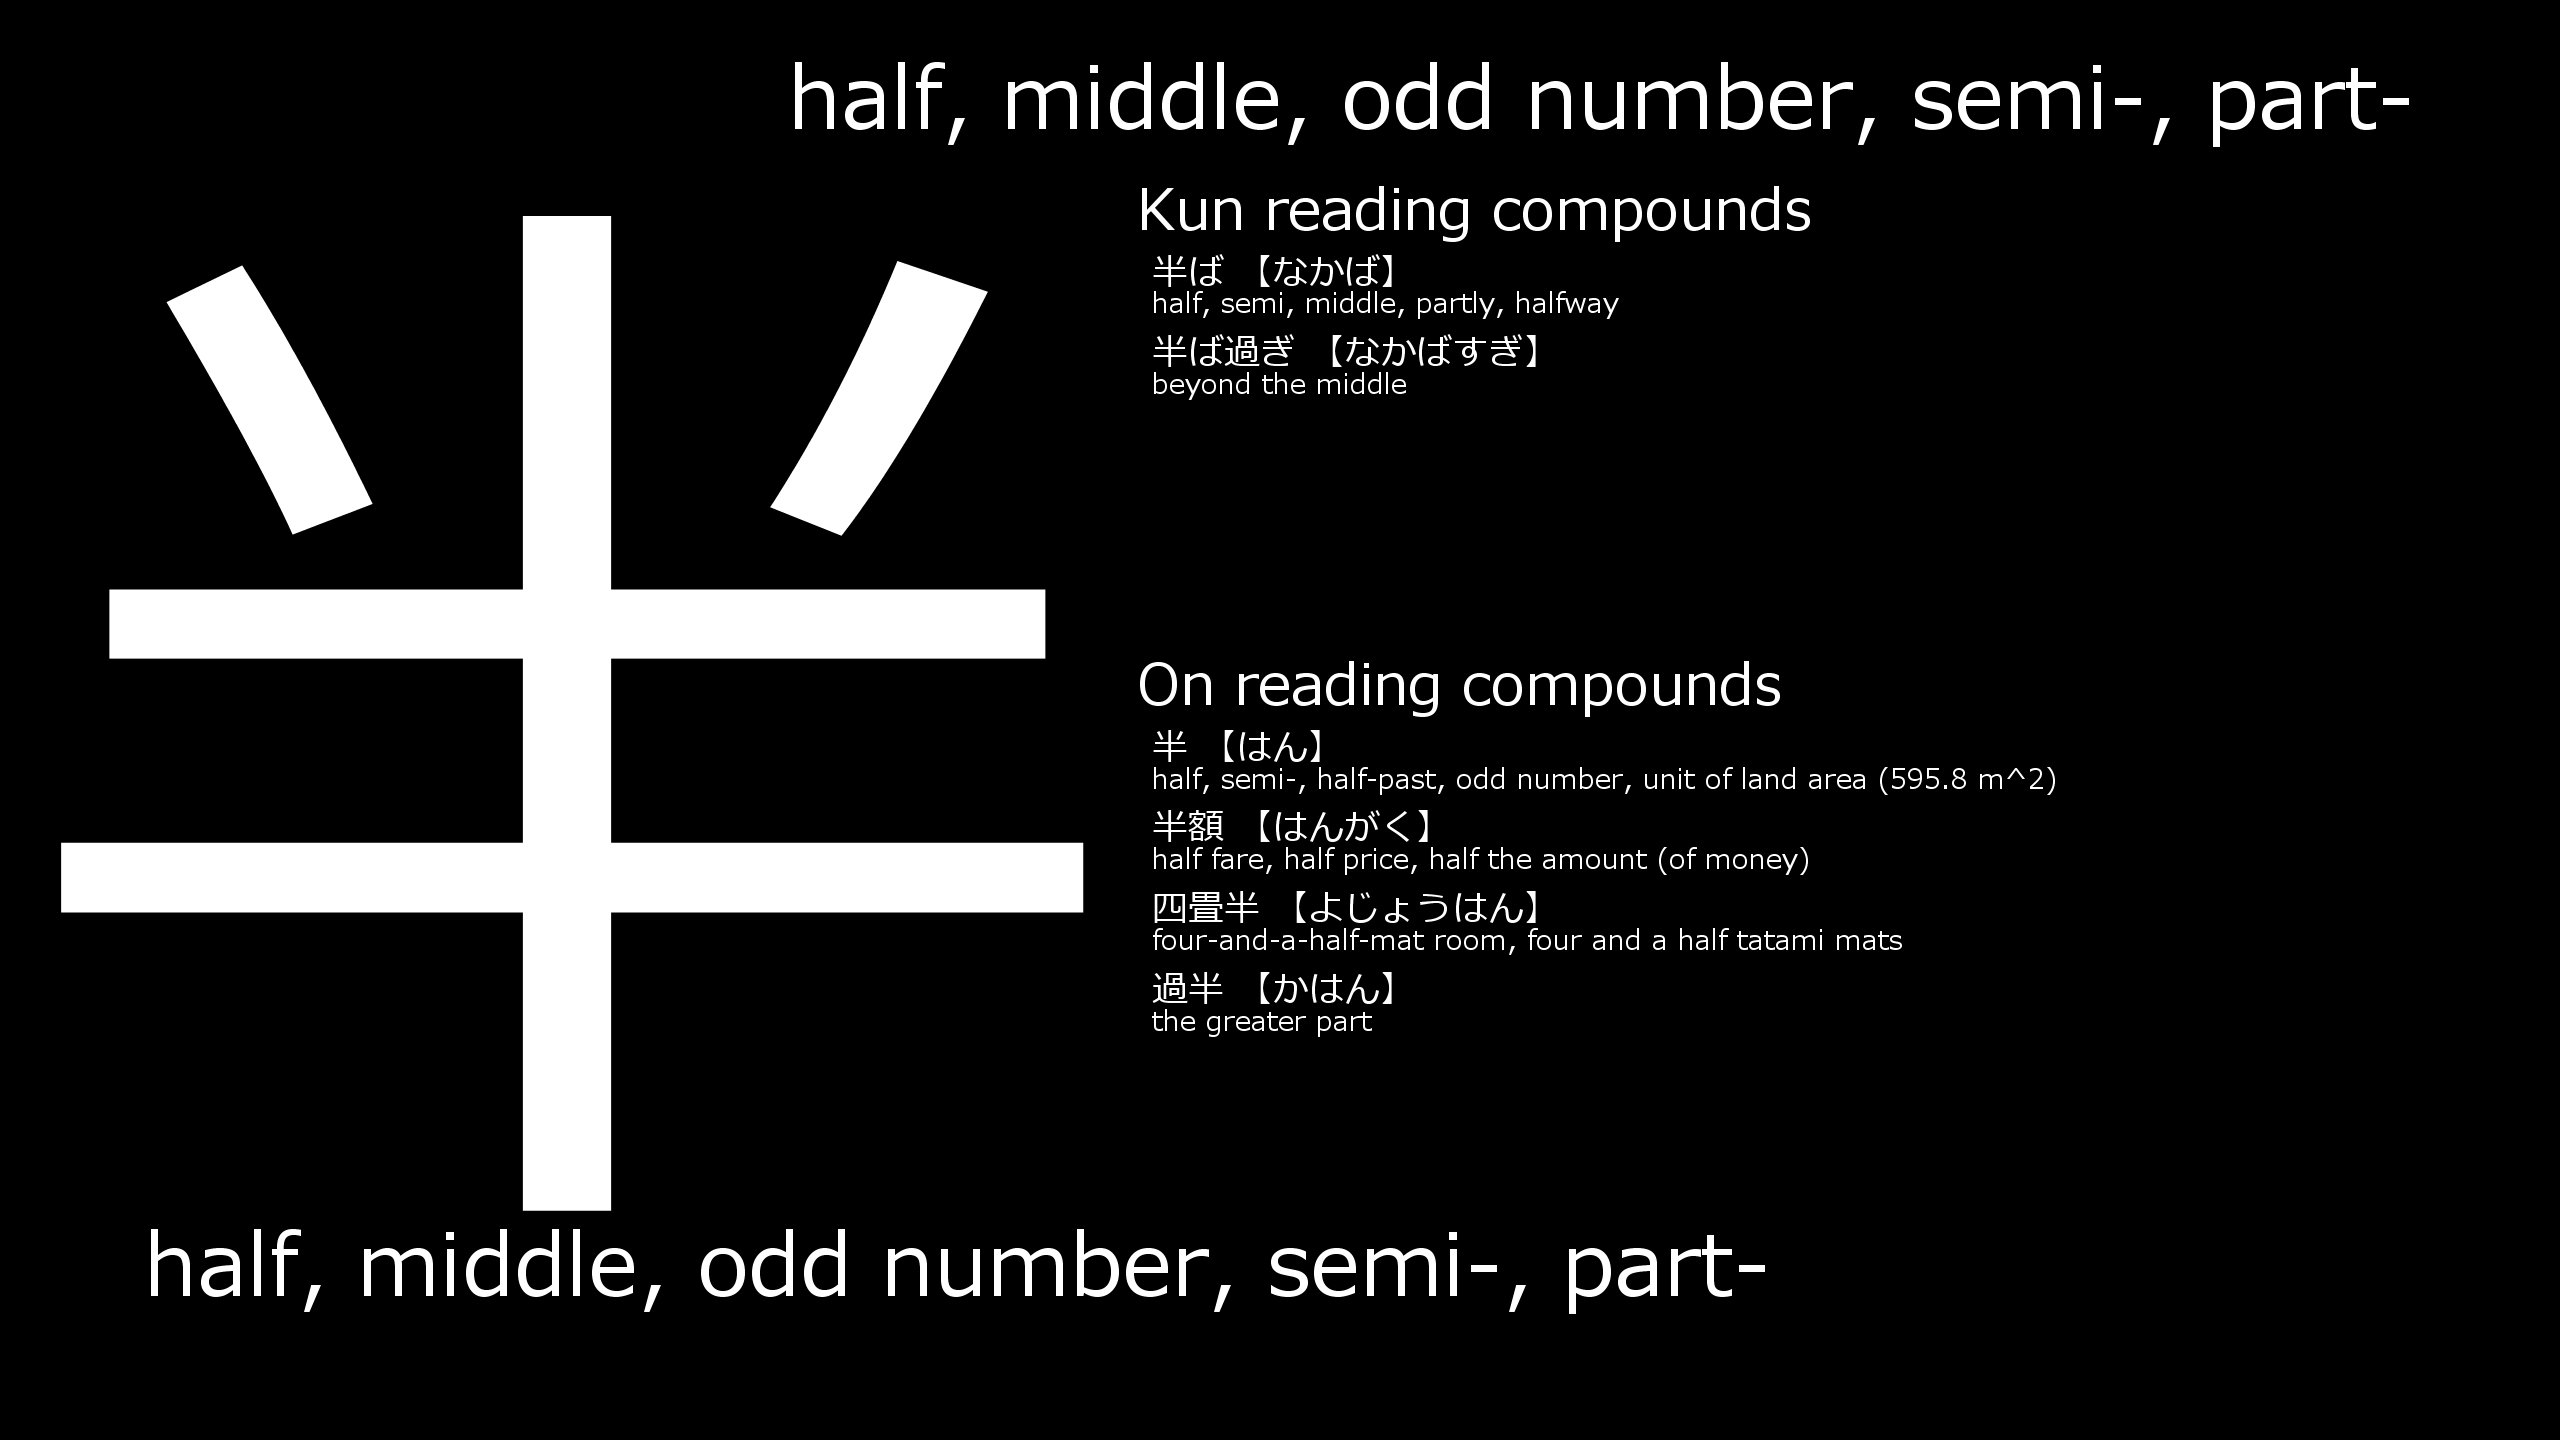 half, middle, odd number, semi-, part-
半
Kun reading compounds
半ば 【なかば】
half, semi, middle, partly, halfway
半ば過ぎ 【なかばすぎ】
beyond the middle
On reading compounds
半 【はん】
half, semi-, half-past, odd number, unit of land area (595.8 m^2)
半額 【はんがく】
half fare, half price, half the amount (of money)
四畳半 【よじょうはん】
four-and-a-half-mat room, four and a half tatami mats
過半 【かはん】
the greater part
half, middle, odd number, semi-, part-